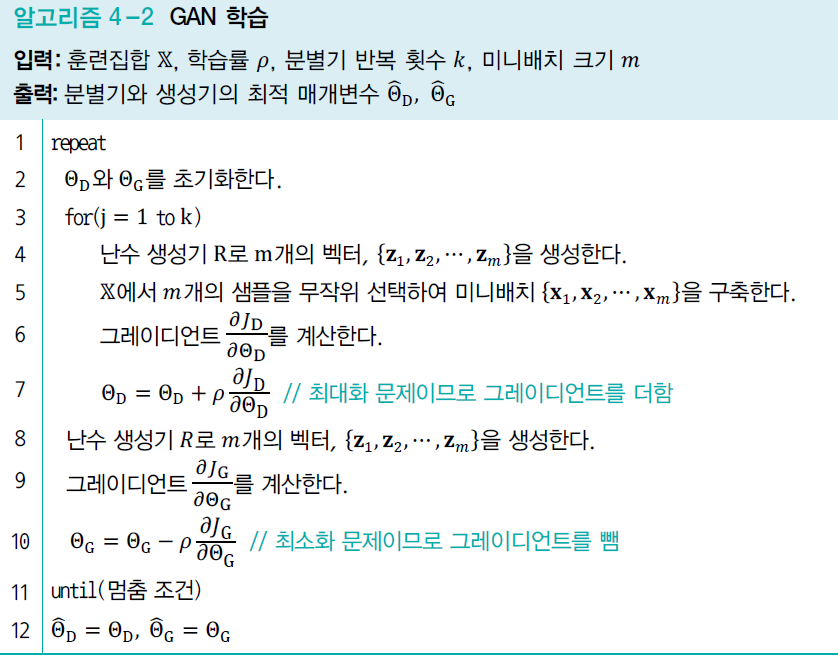 알고리즘 4-2 GAN 학습
입력: 훈련집합 𝕏, 학습률 ρ, 분별기 반복 횟수 k, 미니배치 크기 m
출력: 분별기와 생성기의 최적 매개변수 Θ̂_D, Θ̂_G
1 repeat
2 Θ_D와 Θ_G를 초기화한다.
3 for(j = 1 to k)
4 난수 생성기 R로 m개의 벡터, {z₁, z₂, ⋯, z_m}을 생성한다.
5 𝕏에서 m개의 샘플을 무작위 선택하여 미니배치 {x₁, x₂, ⋯, x_m}을 구축한다.
6 그레이디언트 ∂J_D/∂Θ_D를 계산한다.
7 Θ_D = Θ_D + ρ ∂J_D/∂Θ_D // 최대화 문제이므로 그레이디언트를 더함
8 난수 생성기 R로 m개의 벡터, {z₁, z₂, ⋯, z_m}을 생성한다.
9 그레이디언트 ∂J_G/∂Θ_G를 계산한다.
10 Θ_G = Θ_G − ρ ∂J_G/∂Θ_G // 최소화 문제이므로 그레이디언트를 뺌
11 until(멈춤 조건)
12 Θ̂_D = Θ_D, Θ̂_G = Θ_G